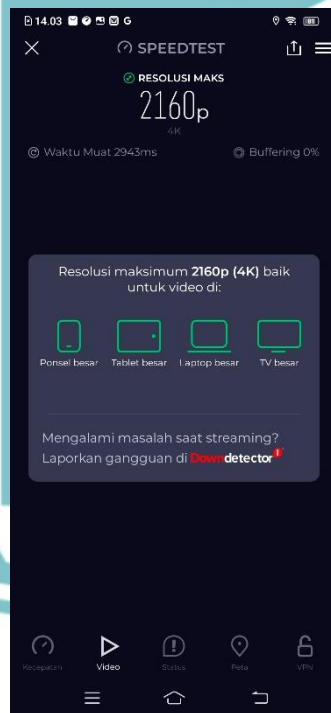 14.03
G
SPEEDTEST
RESOLUSI MAKS
2160p
4K
Waktu Muat 2943ms
Buffering 0%
Resolusi maksimum 2160p (4K) baik
untuk video di:
Ponsel besar
Tablet besar
Laptop besar
TV besar
Mengalami masalah saat streaming?
Laporkan gangguan di Downdetector
Kecepatan
Video
Status
Peta
VPN